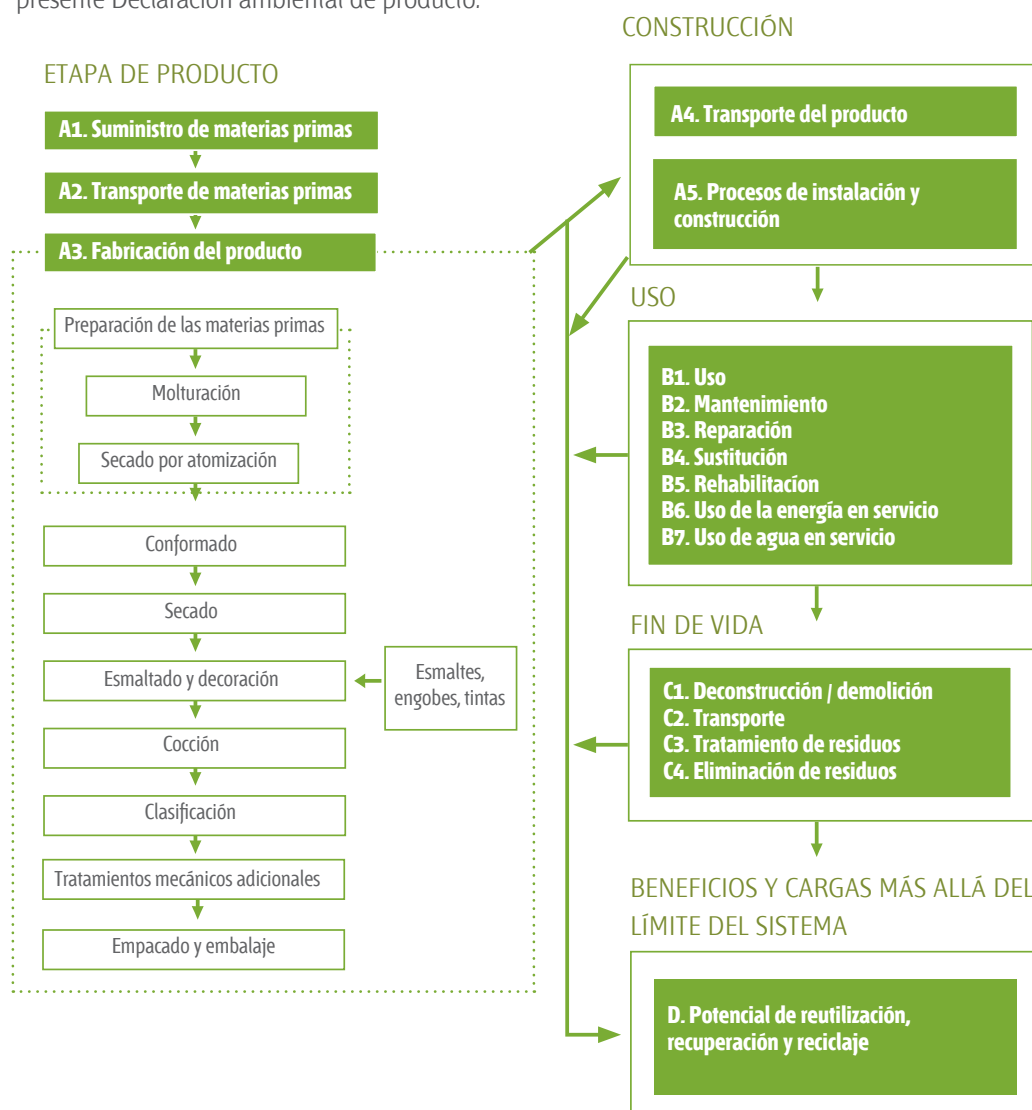 presente Declaración ambiental de producto.
ETAPA DE PRODUCTO
A1. Suministro de materias primas
A2. Transporte de materias primas
A3. Fabricación del producto
Preparación de las materias primas
Molturación
Secado por atomización
Conformado
Secado
Esmaltado y decoración
Esmaltes,
engobes, tintas
Cocción
Clasificación
Tratamientos mecánicos adicionales
Empacado y embalaje
CONSTRUCCIÓN
A4. Transporte del producto
A5. Procesos de instalación y
construcción
USO
B1. Uso
B2. Mantenimiento
B3. Reparación
B4. Sustitución
B5. Rehabilitacíon
B6. Uso de la energía en servicio
B7. Uso de agua en servicio
FIN DE VIDA
C1. Deconstrucción / demolición
C2. Transporte
C3. Tratamiento de residuos
C4. Eliminación de residuos
BENEFICIOS Y CARGAS MÁS ALLÁ DEL
LÍMITE DEL SISTEMA
D. Potencial de reutilización,
recuperación y reciclaje